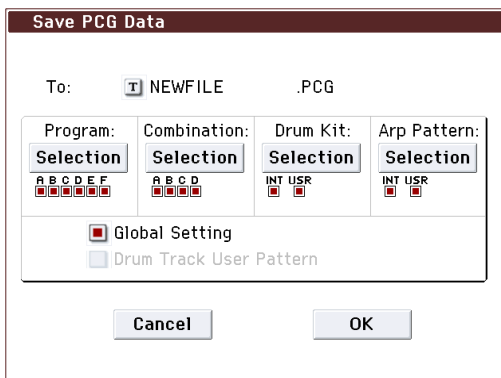 Save PCG Data
To: T NEWFILE .PCG
Program: Combination: Drum Kit: Arp Pattern:
Selection Selection Selection Selection
A B C D E F A B C D INT USR INT USR
Global Setting
Drum Track User Pattern
Cancel OK